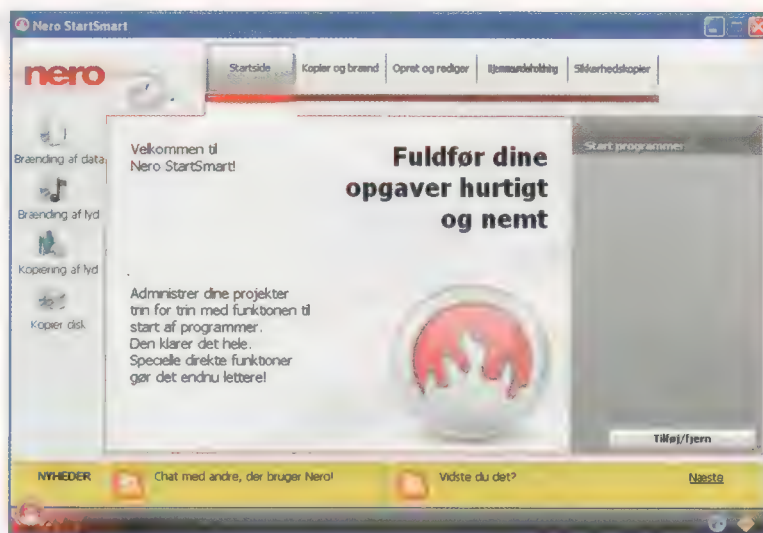 Nero StartSmart
nero
Startside
Kopier og brænd
Opret og rediger
Sikkerhedskopier
Brænding af data
Brænding af lyd
Kopiering af lyd
Kopier disk
Velkommen til
Nero StartSmart!
Fuldfør dine
opgaver hurtigt
og nemt
Administrer dine projekter
trin for trin med funktionen til
start af programmer.
Den klarer det hele.
Specielle direkte funktioner
gør det endnu lettere!
Start programmer
Tilføj/fjern
NYHEDER
Chat med andre, der bruger Nero!
Vidste du det?
Næste